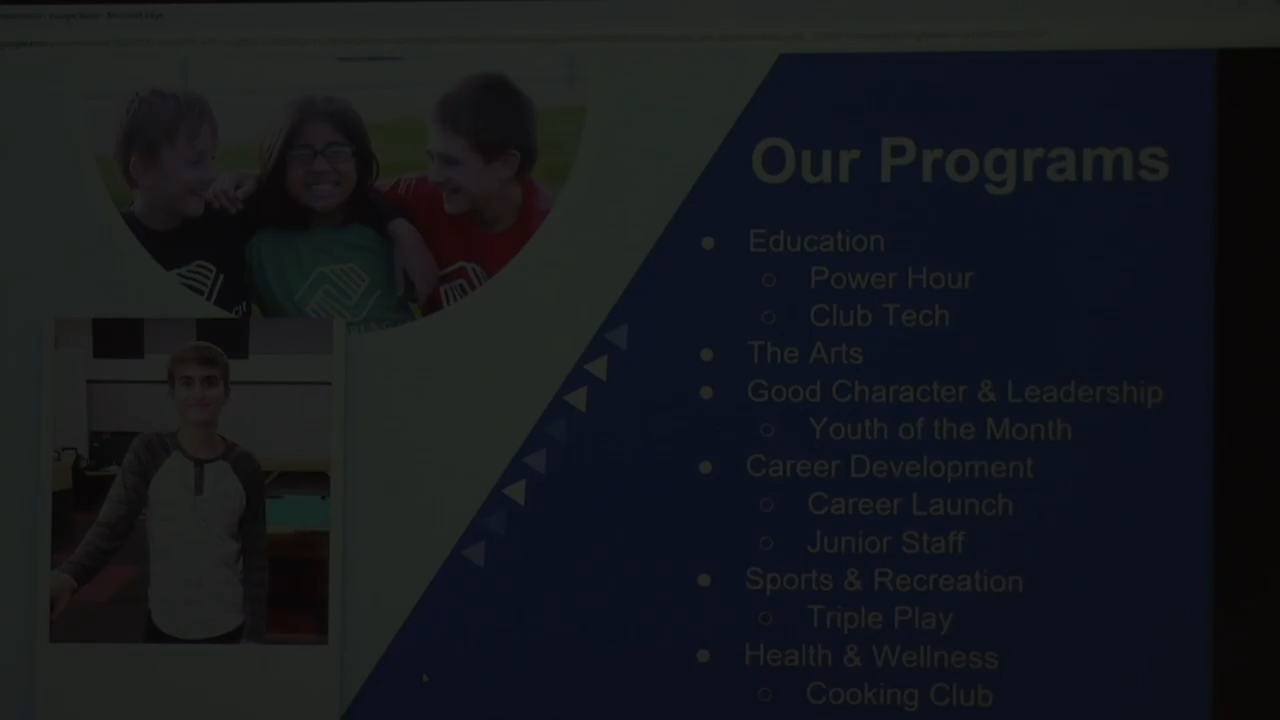 Our Programs
● Education
○ Power Hour
○ Club Tech
● The Arts
● Good Character & Leadership
○ Youth of the Month
● Career Development
○ Career Launch
○ Junior Staff
● Sports & Recreation
○ Triple Play
● Health & Wellness
○ Cooking Club